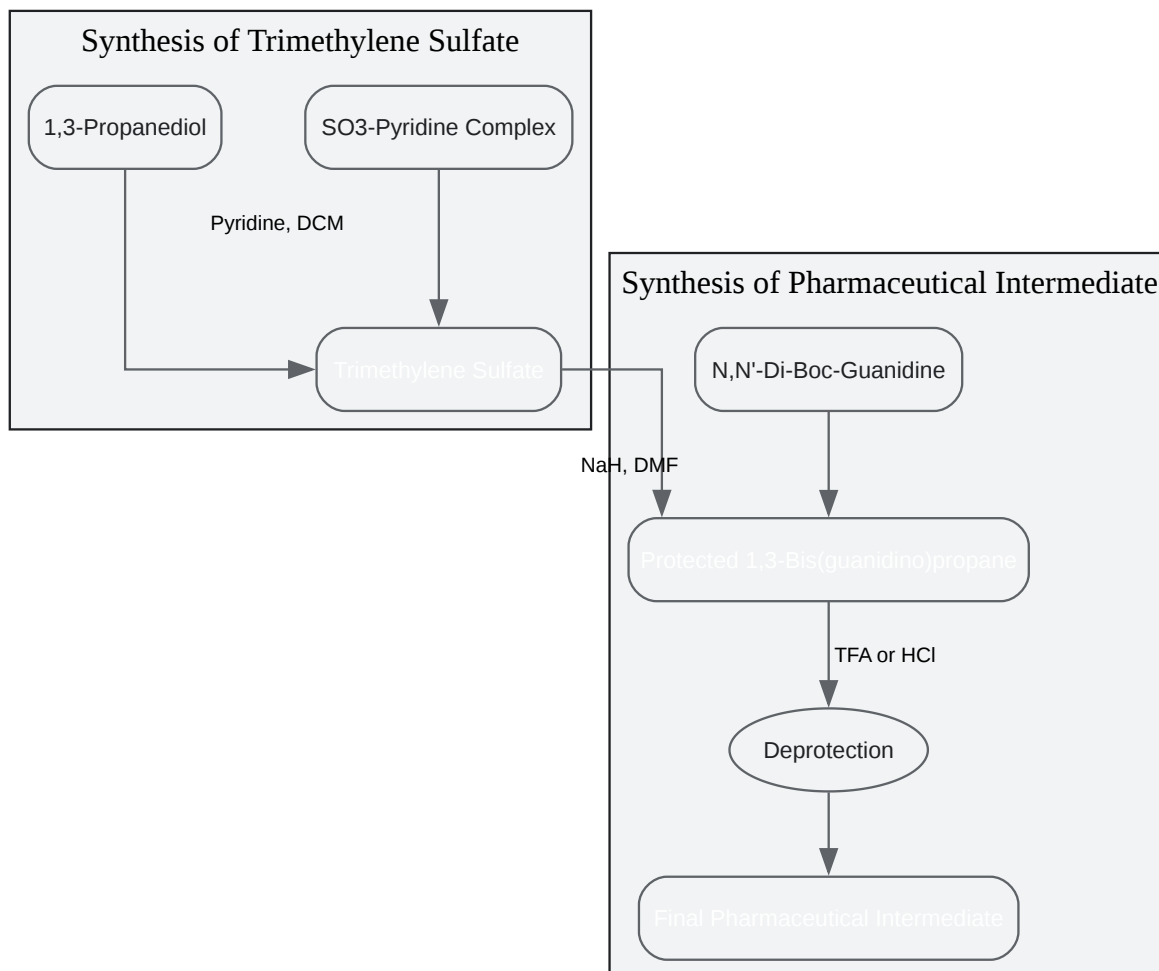 Synthesis of Trimethylene Sulfate
1,3-Propanediol
SO3-Pyridine Complex
Pyridine, DCM
Trimethylene Sulfate
Synthesis of Pharmaceutical Intermediate
N,N'-Di-Boc-Guanidine
NaH, DMF
Protected 1,3-Bis(guanidino)propane
TFA or HCl
Deprotection
Final Pharmaceutical Intermediate